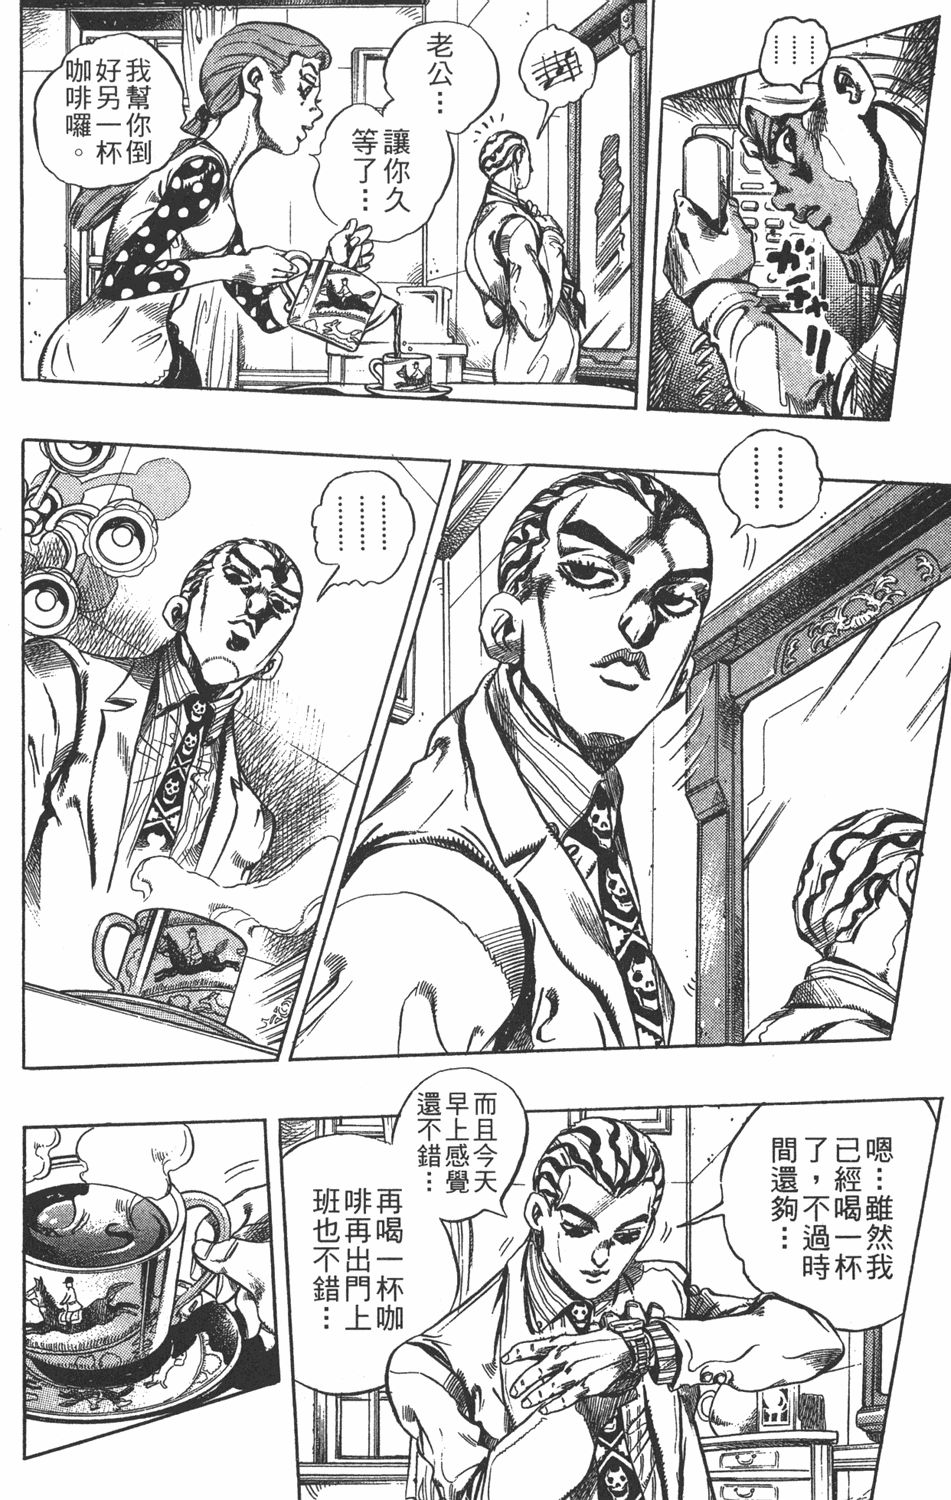 ……
……
ガチャリ
老公…
讓你久
等了…
我幫你倒
好另一杯
咖啡囉。
……
……
……
……
嗯…雖然我
已經喝一杯
了，不過時
間還夠…
而且今天
早上感覺
還不錯…
再喝一杯咖
啡再出門上
班也不錯…